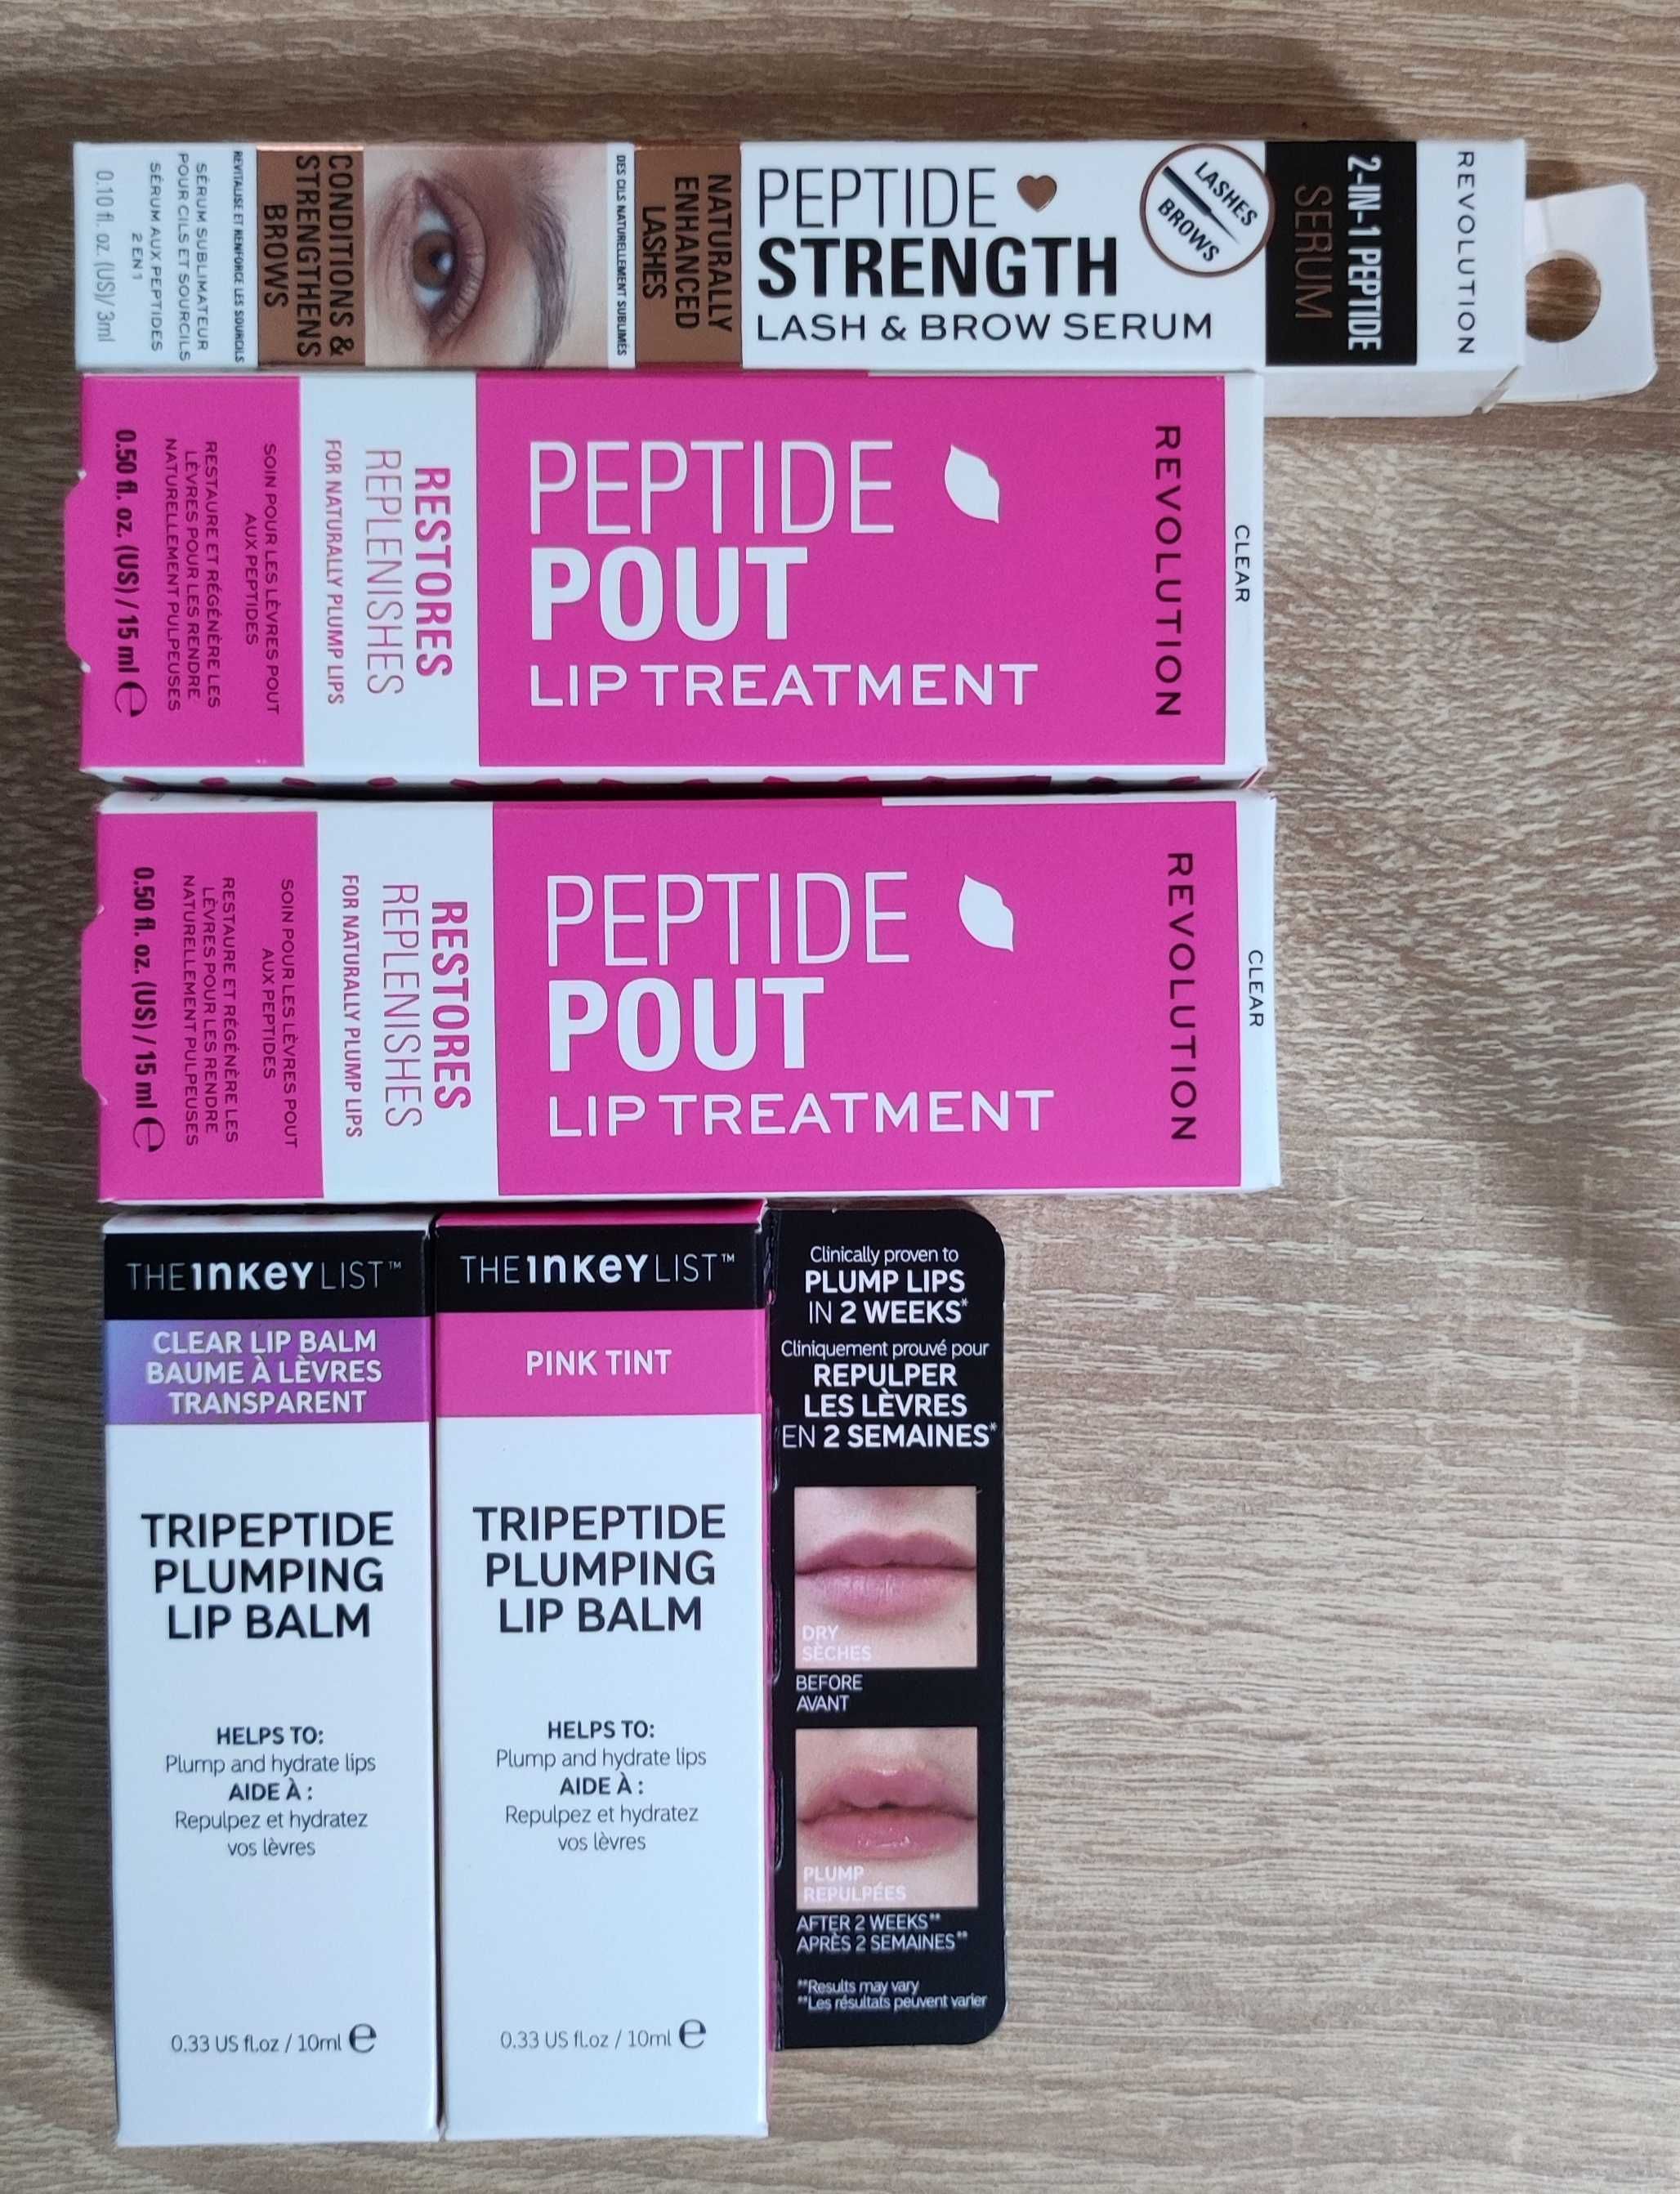 REVOLUTION
2-IN-1 PEPTIDE
SERUM
LASHES
BROWS
PEPTIDE
STRENGTH
LASH & BROW SERUM
NATURALLY
ENHANCED
LASHES
DES CILS NATURELLEMENT SUBLIMÉS
CONDITIONS &
STRENGTHENS
BROWS
REVITALISE ET RENFORCE LES SOURCILS
SÉRUM SUBLIMATEUR
POUR CILS ET SOURCILS
SÉRUM AUX PEPTIDES
2 EN 1
0.10 fl. oz. (US)/ 3ml
CLEAR
REVOLUTION
PEPTIDE
POUT
LIP TREATMENT
RESTORES
REPLENISHES
FOR NATURALLY PLUMP LIPS
SOIN POUR LES LÈVRES POUT
AUX PEPTIDES
RESTAURE ET RÉGÉNÈRE LES
LÈVRES POUR LES RENDRE
NATURELLEMENT PULPEUSES
0.50 fl. oz. (US) / 15 ml e
CLEAR
REVOLUTION
PEPTIDE
POUT
LIP TREATMENT
RESTORES
REPLENISHES
FOR NATURALLY PLUMP LIPS
SOIN POUR LES LÈVRES POUT
AUX PEPTIDES
RESTAURE ET RÉGÉNÈRE LES
LÈVRES POUR LES RENDRE
NATURELLEMENT PULPEUSES
0.50 fl. oz. (US) / 15 ml e
THE INKEY LIST™
CLEAR LIP BALM
BAUME À LÈVRES
TRANSPARENT
TRIPEPTIDE
PLUMPING
LIP BALM
HELPS TO:
Plump and hydrate lips
AIDE À :
Repulpez et hydratez
vos lèvres
0.33 US fl.oz / 10ml e
THE INKEY LIST™
PINK TINT
TRIPEPTIDE
PLUMPING
LIP BALM
HELPS TO:
Plump and hydrate lips
AIDE À :
Repulpez et hydratez
vos lèvres
0.33 US fl.oz / 10ml e
Clinically proven to
PLUMP LIPS
IN 2 WEEKS*
Cliniquement prouvé pour
REPULPER
LES LÈVRES
EN 2 SEMAINES*
DRY
SÈCHES
BEFORE
AVANT
PLUMP
REPULPÉES
AFTER 2 WEEKS**
APRÈS 2 SEMAINES**
**Results may vary
**Les résultats peuvent varier